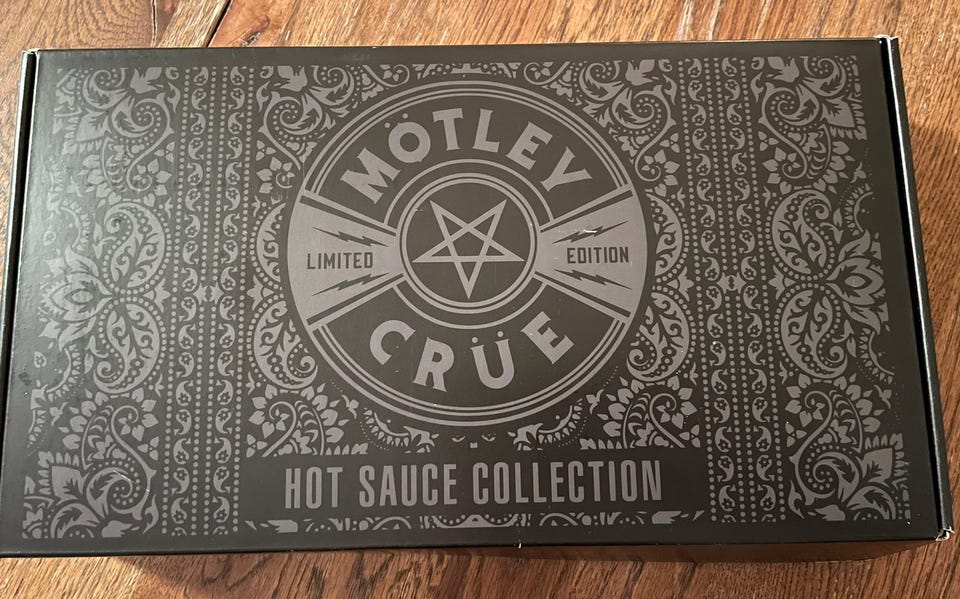 MÖTLEY
LIMITED EDITION
CRÜE
HOT SAUCE COLLECTION